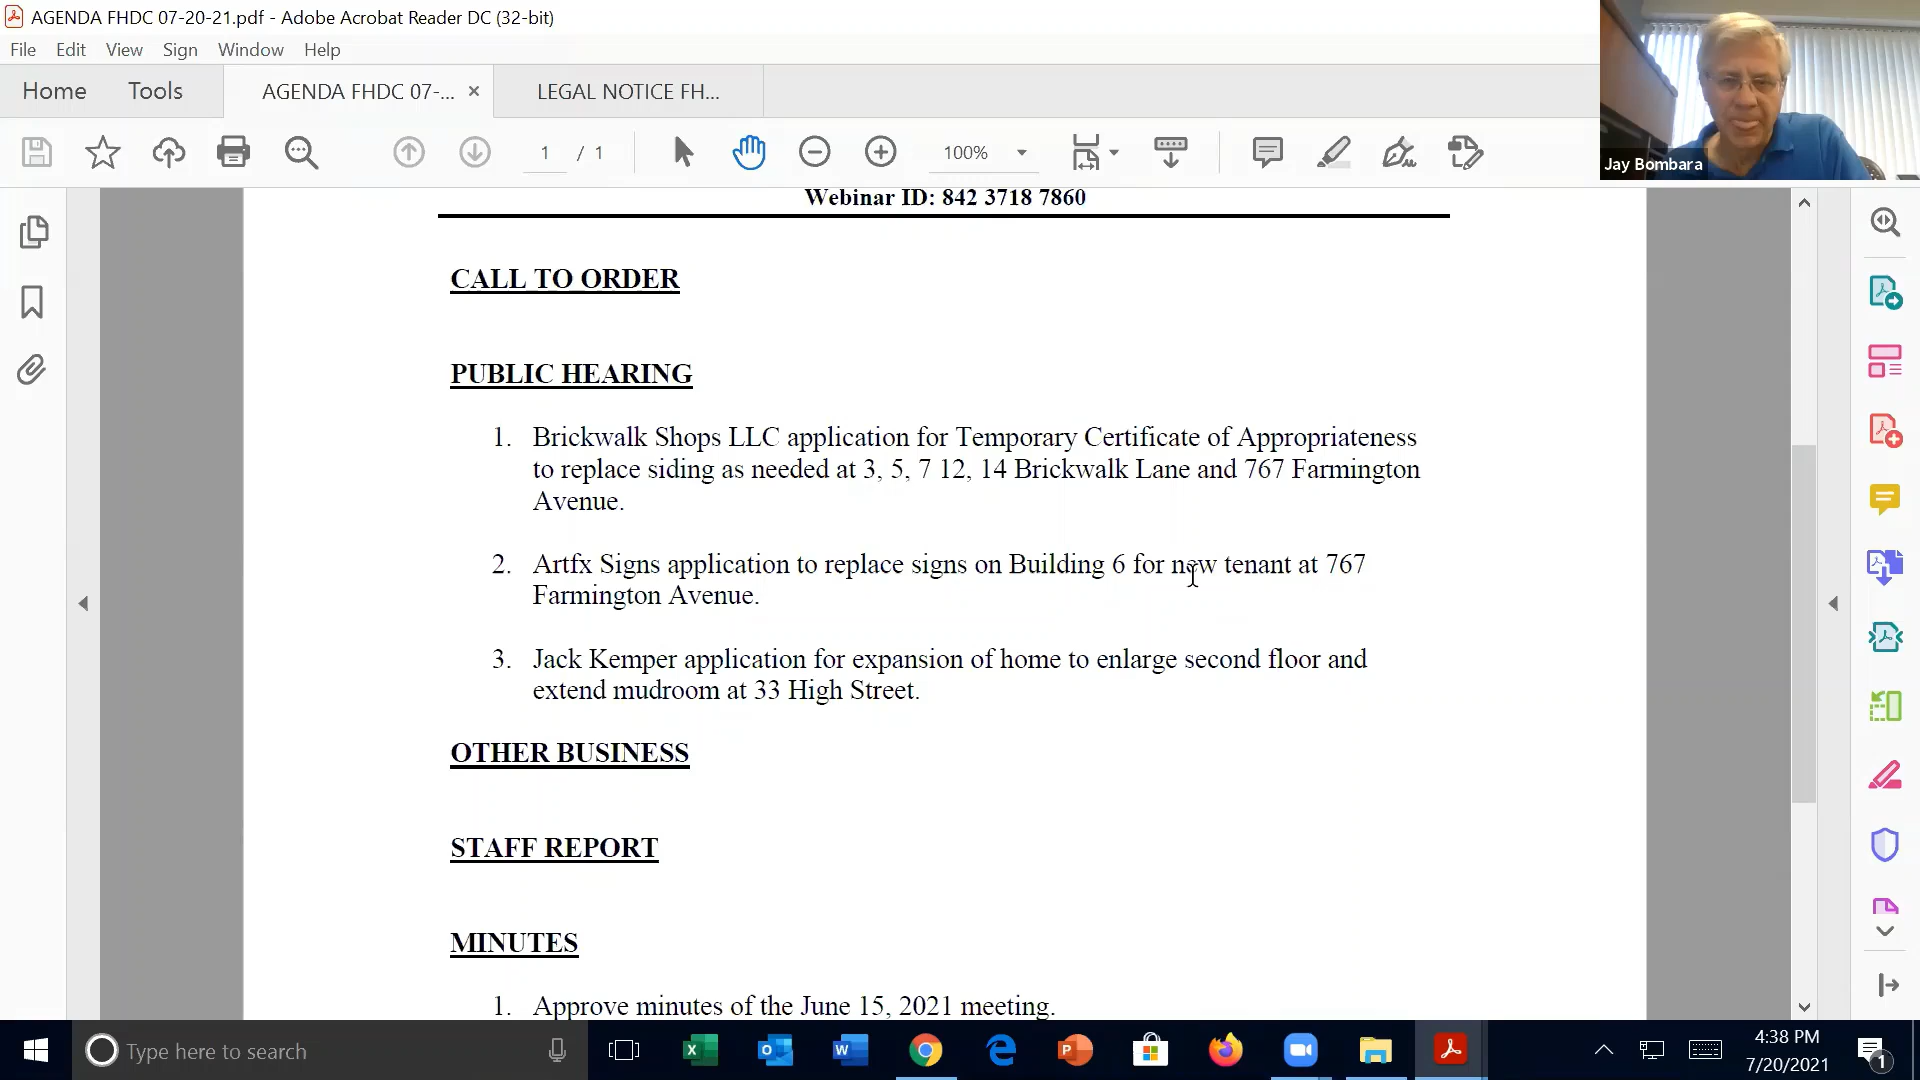 AGENDA FHDC 07-20-21.pdf - Adobe Acrobat Reader DC (32-bit)
File Edit View Sign Window Help
Home Tools AGENDA FHDC 07-... × LEGAL NOTICE FH...
1 / 1 100%
Jay Bombara
Webinar ID: 842 3718 7860
CALL TO ORDER
PUBLIC HEARING
1. Brickwalk Shops LLC application for Temporary Certificate of Appropriateness
to replace siding as needed at 3, 5, 7 12, 14 Brickwalk Lane and 767 Farmington
Avenue.
2. Artfx Signs application to replace signs on Building 6 for new tenant at 767
Farmington Avenue.
3. Jack Kemper application for expansion of home to enlarge second floor and
extend mudroom at 33 High Street.
OTHER BUSINESS
STAFF REPORT
MINUTES
1. Approve minutes of the June 15, 2021 meeting.
Type here to search
4:38 PM
7/20/2021
1